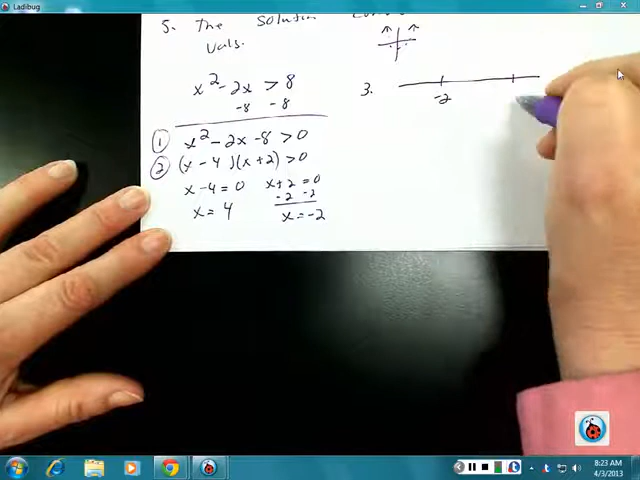 Ladibug
5. The Solution
vals.
x² - 2x > 8
-8 -8
① x² - 2x - 8 > 0
② (x - 4)(x + 2) > 0
x - 4 = 0 x + 2 = 0
-2 -2
x = 4 x = -2
3.
-2
8:23 AM
4/3/2013